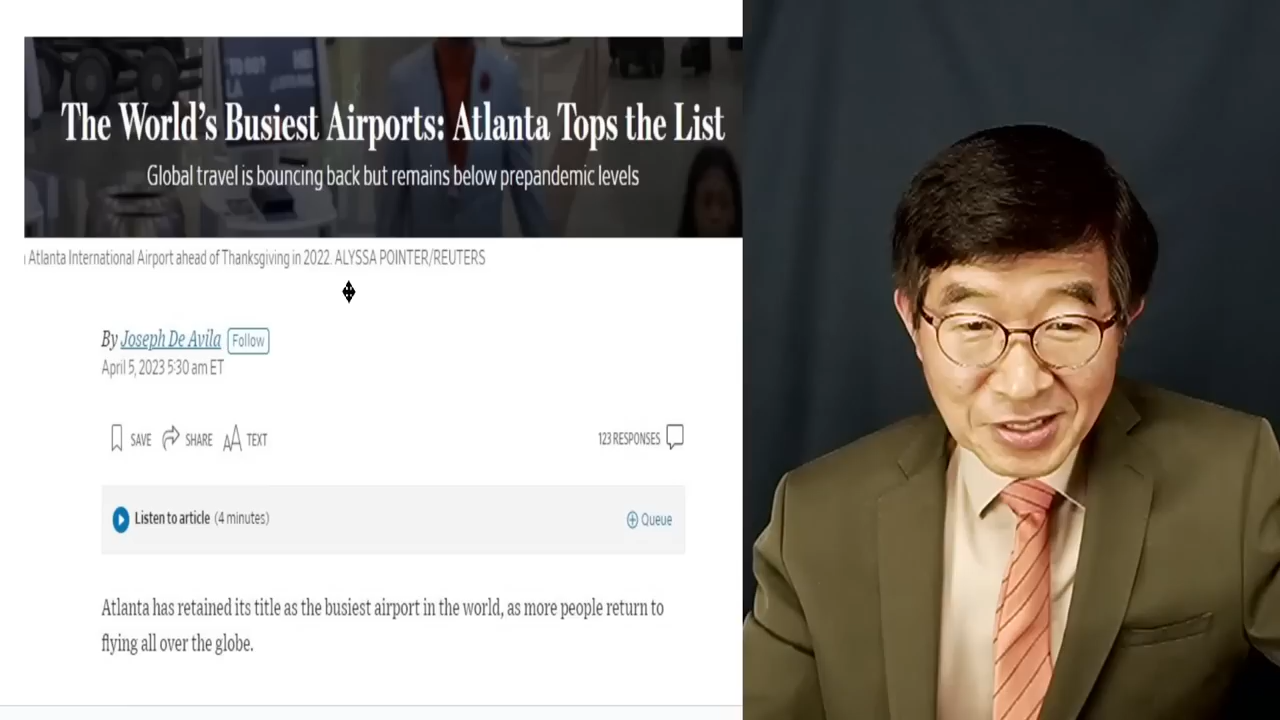 The World's Busiest Airports: Atlanta Tops the List
Global travel is bouncing back but remains below prepandemic levels
Atlanta International Airport ahead of Thanksgiving in 2022. ALYSSA POINTER/REUTERS
By Joseph De Avila Follow
April 5, 2023 5:30 am ET
SAVE SHARE AA TEXT 123 RESPONSES
Listen to article (4 minutes) Queue
Atlanta has retained its title as the busiest airport in the world, as more people return to
flying all over the globe.